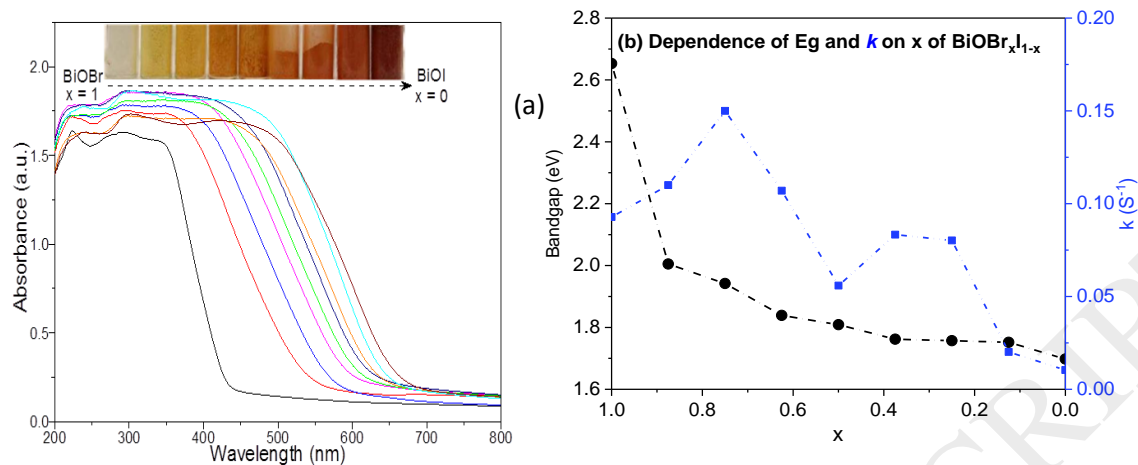 BiOBr
x = 1
BiOI
x = 0
(a)
Absorbance (a.u.)
2.0
1.5
1.0
0.5
0.0
200 300 400 500 600 700 800
Wavelength (nm)
(b) Dependence of Eg and k on x of BiOBrₓI₁₋ₓ
Bandgap (eV)
2.8
2.6
2.4
2.2
2.0
1.8
1.6
1.0 0.8 0.6 0.4 0.2 0.0
x
0.20
0.15
0.10
0.05
0.00
k (S⁻¹)
CRIP